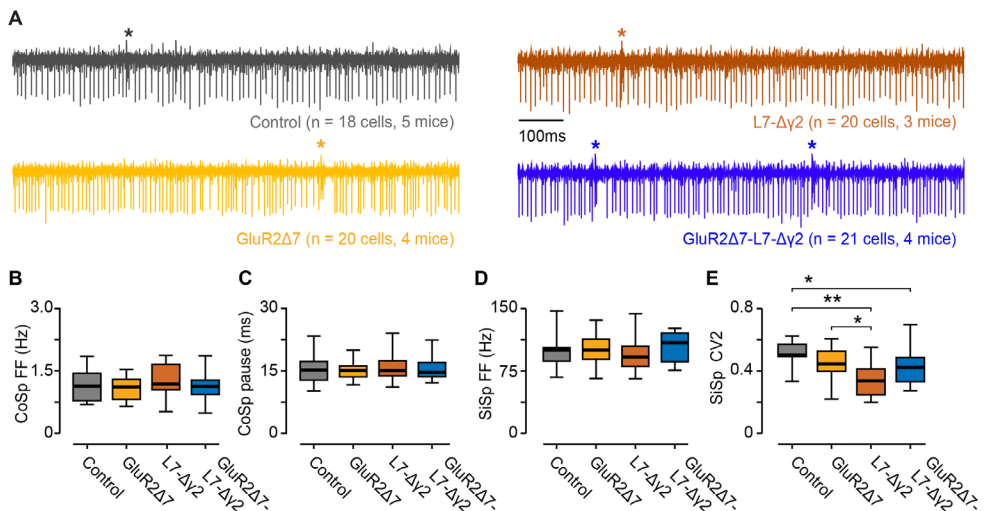 A
*
*
Control (n = 18 cells, 5 mice)
100ms
L7-Δγ2 (n = 20 cells, 3 mice)
*
*
*
GluR2Δ7 (n = 20 cells, 4 mice)
GluR2Δ7-L7-Δγ2 (n = 21 cells, 4 mice)
B
CoSp FF (Hz)
3.0
1.5
0
Control
GluR2Δ7
L7-Δγ2
GluR2Δ7-
L7-Δγ2
C
CoSp pause (ms)
30
15
0
Control
GluR2Δ7
L7-Δγ2
GluR2Δ7-
L7-Δγ2
D
SiSp FF (Hz)
150
75
0
Control
GluR2Δ7
L7-Δγ2
GluR2Δ7-
L7-Δγ2
E
SiSp CV2
0.8
0.4
0
*
**
*
Control
GluR2Δ7
L7-Δγ2
GluR2Δ7-
L7-Δγ2